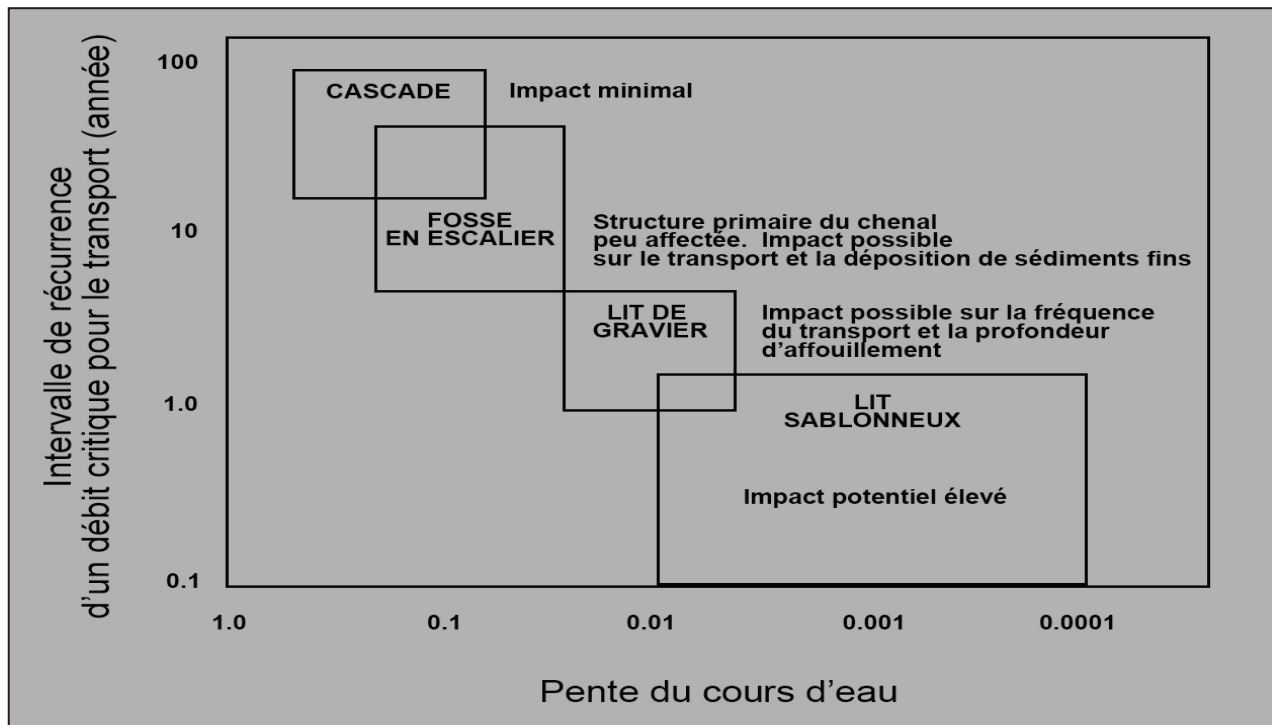 Intervalle de récurrence
d'un débit critique pour le transport (année)
100
10
1.0
0.1
CASCADE
Impact minimal
FOSSE
EN ESCALIER
Structure primaire du chenal
peu affectée. Impact possible
sur le transport et la déposition de sédiments fins
LIT DE
GRAVIER
Impact possible sur la fréquence
du transport et la profondeur
d'affouillement
LIT
SABLONNEUX
Impact potentiel élevé
1.0
0.1
0.01
0.001
0.0001
Pente du cours d'eau